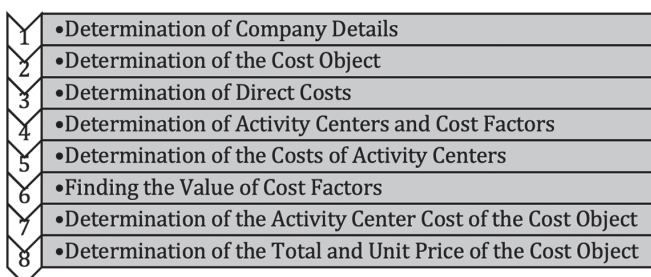 1 •Determination of Company Details
2 •Determination of the Cost Object
3 •Determination of Direct Costs
4 •Determination of Activity Centers and Cost Factors
5 •Determination of the Costs of Activity Centers
6 •Finding the Value of Cost Factors
7 •Determination of the Activity Center Cost of the Cost Object
8 •Determination of the Total and Unit Price of the Cost Object